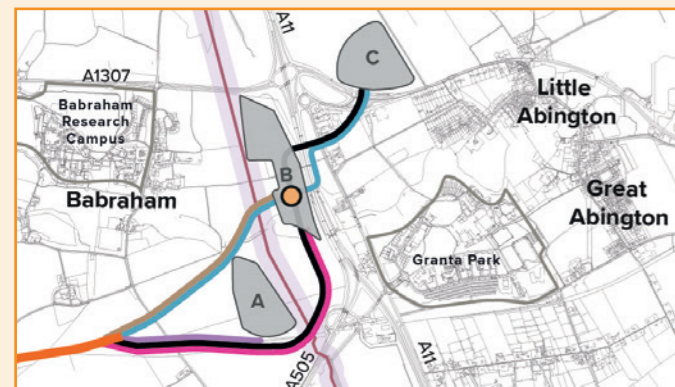 A11
C
A1307
Babraham
Research
Campus
Little
Abington
B
Babraham
Great
Abington
Granta Park
A
A505
A11